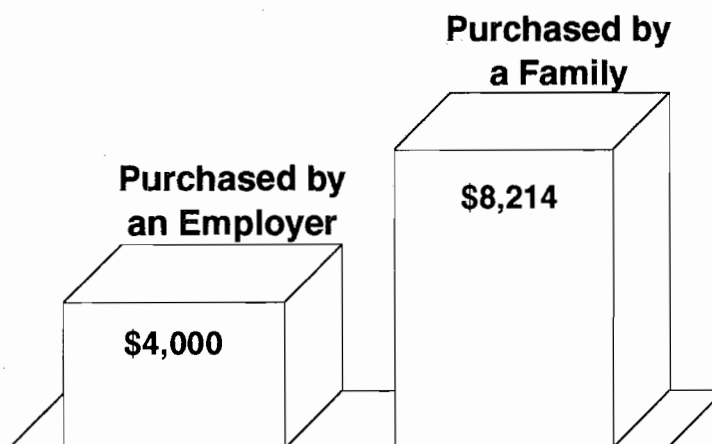 Purchased by
a Family
$8,214
Purchased by
an Employer
$4,000